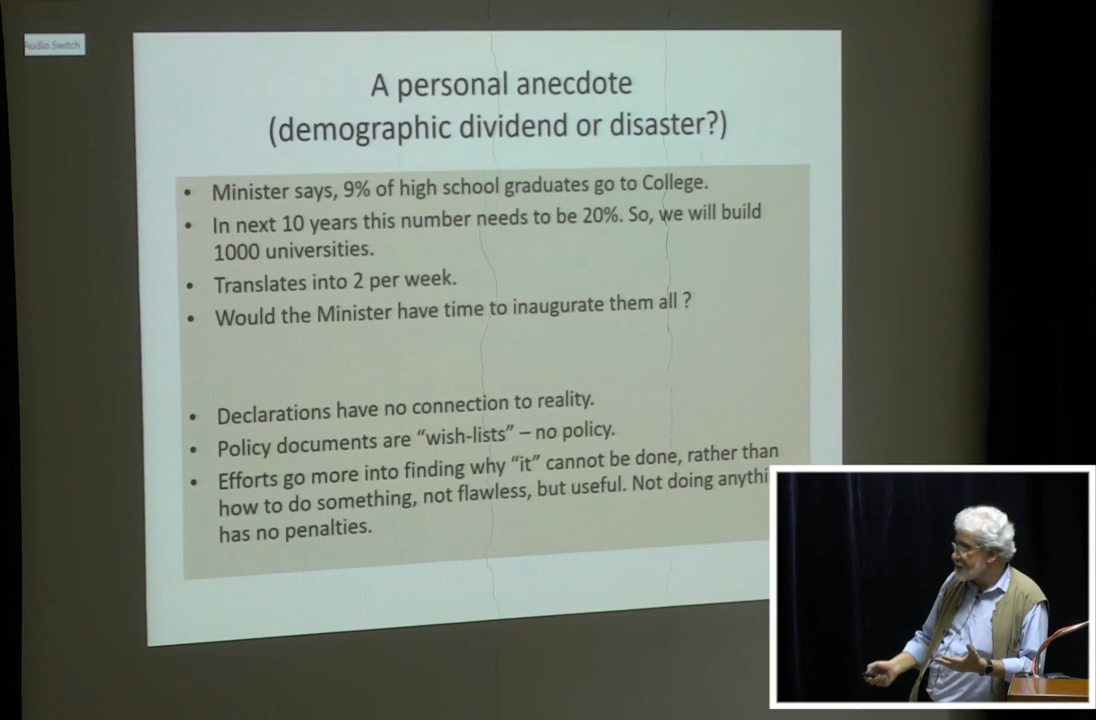 Audio Switch
A personal anecdote
(demographic dividend or disaster?)
• Minister says, 9% of high school graduates go to College.
• In next 10 years this number needs to be 20%. So, we will build
1000 universities.
• Translates into 2 per week.
• Would the Minister have time to inaugurate them all ?
• Declarations have no connection to reality.
• Policy documents are “wish-lists” – no policy.
• Efforts go more into finding why “it” cannot be done, rather than
how to do something, not flawless, but useful. Not doing anythi
has no penalties.